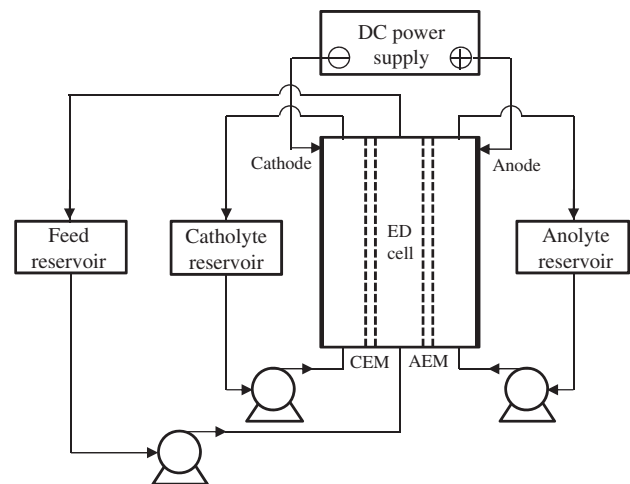 DC power
supply
Cathode
Anode
Feed
reservoir
Catholyte
reservoir
ED
cell
Anolyte
reservoir
CEM
AEM